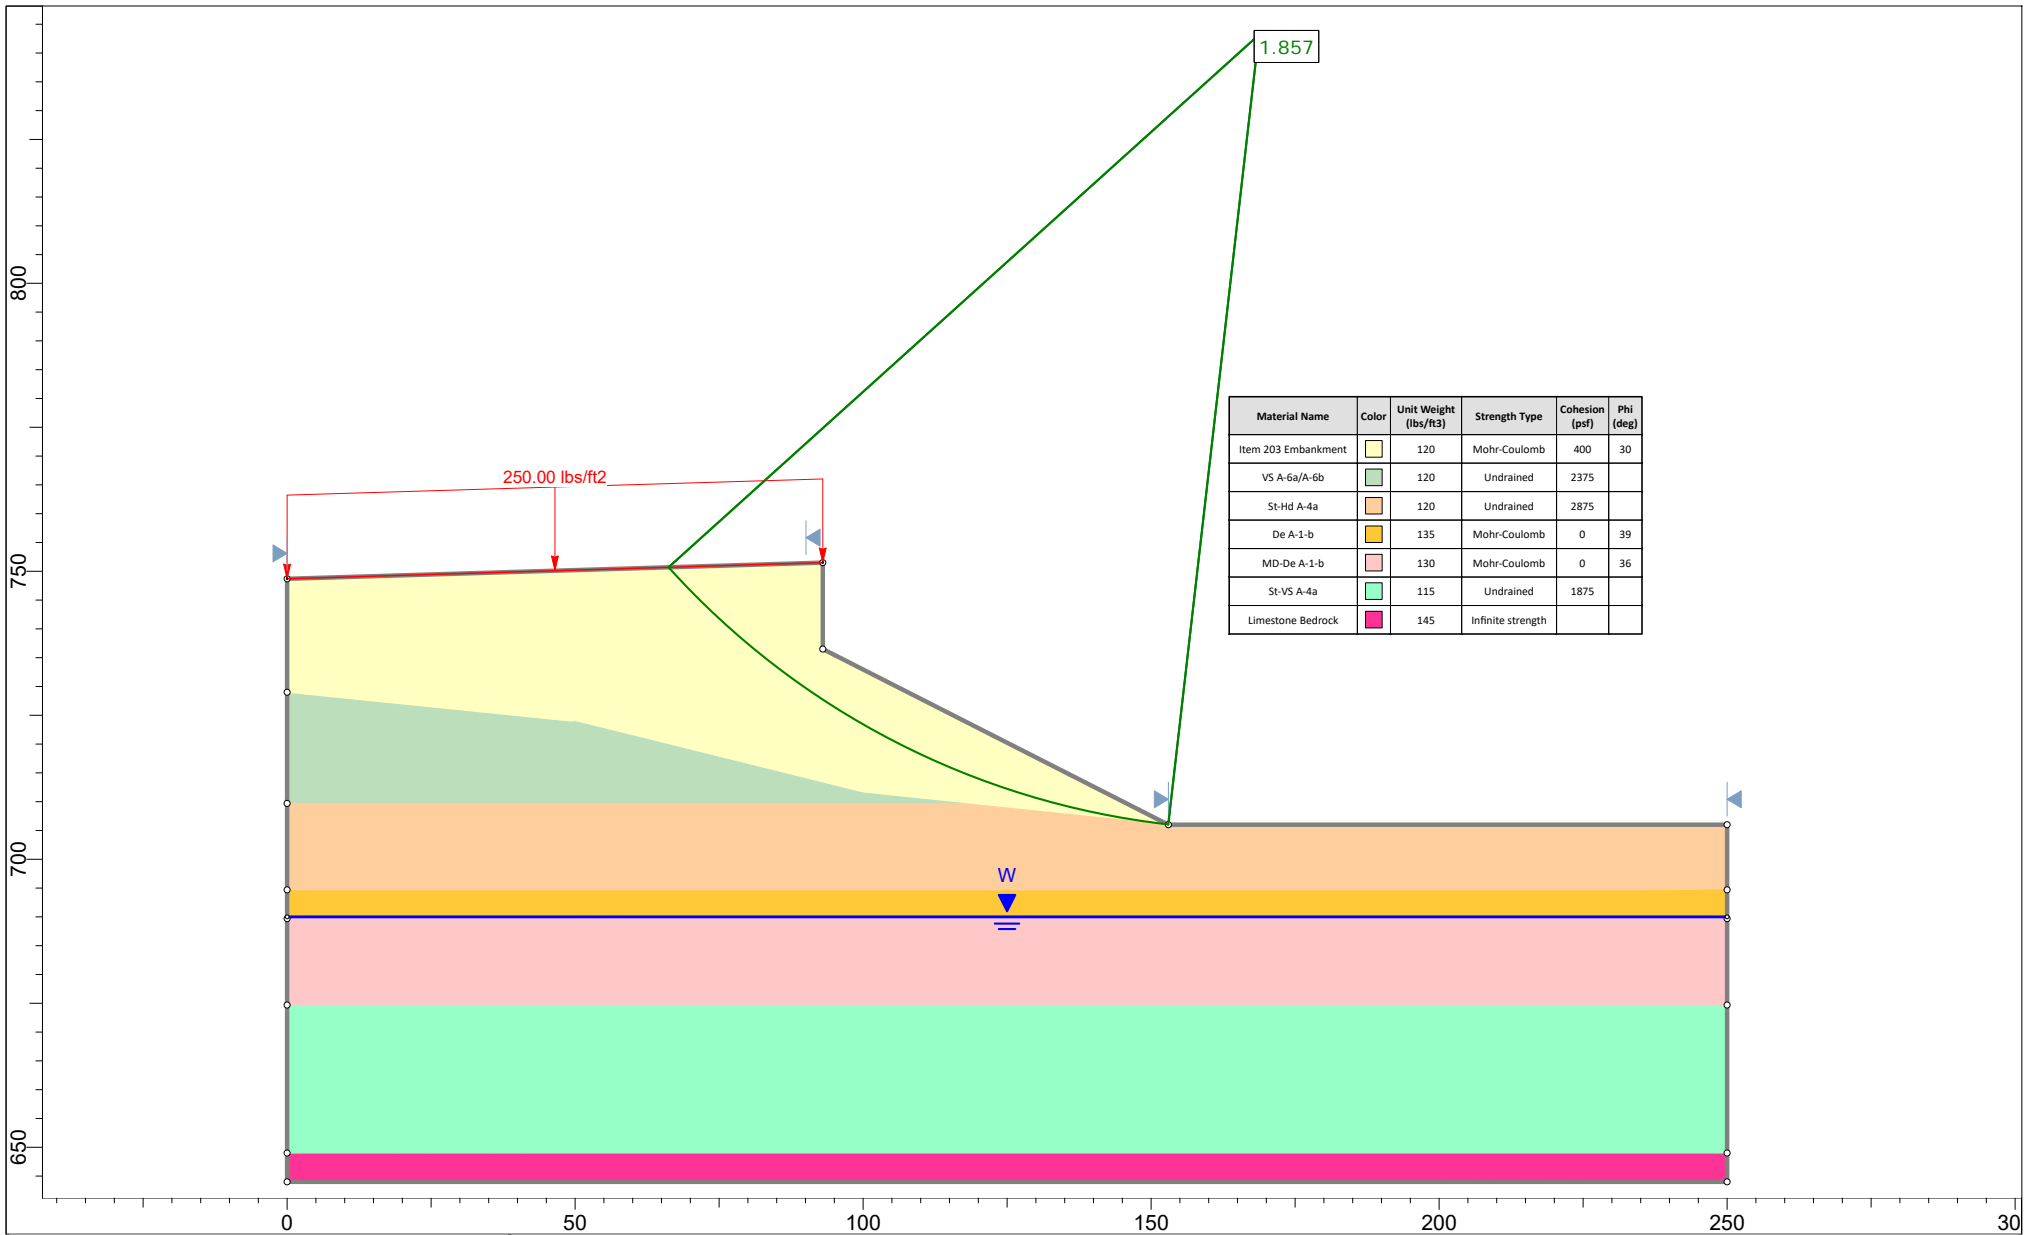 1.857
800
250.00 lbs/ft2
750
700
650
W
Material Name Color Unit Weight (lbs/ft3) Strength Type Cohesion (psf) Phi (deg)
Item 203 Embankment 120 Mohr-Coulomb 400 30
VS A-6a/A-6b 120 Undrained 2375
St-Hd A-4a 120 Undrained 2875
De A-1-b 135 Mohr-Coulomb 0 39
MD-De A-1-b 130 Mohr-Coulomb 0 36
St-VS A-4a 115 Undrained 1875
Limestone Bedrock 145 Infinite strength
0 50 100 150 200 250 30